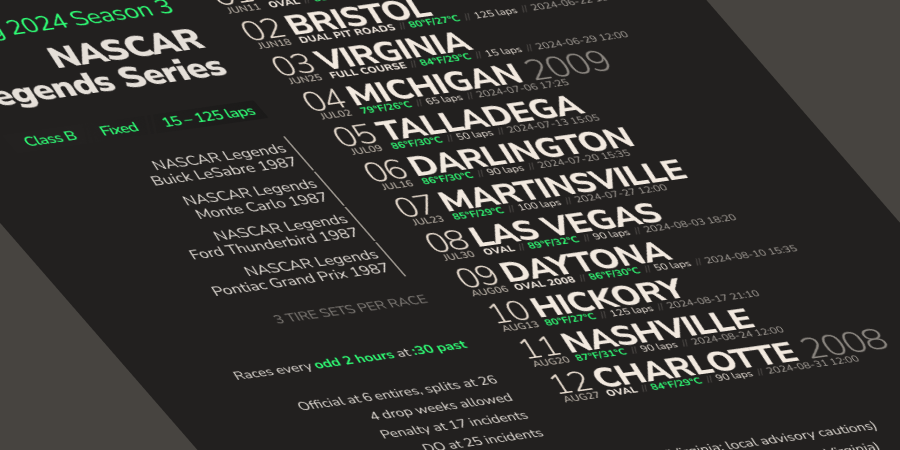 2024 Season 3
NASCAR
Legends Series
Class B Fixed 15 – 125 laps
NASCAR Legends
Buick LeSabre 1987
NASCAR Legends
Monte Carlo 1987
NASCAR Legends
Ford Thunderbird 1987
NASCAR Legends
Pontiac Grand Prix 1987
3 TIRE SETS PER RACE
Races every odd 2 hours at :30 past
Official at 6 entires, splits at 26
4 drop weeks allowed
Penalty at 17 incidents
DQ at 25 incidents
JUN11 OVAL
02 BRISTOL
JUN18 DUAL PIT ROADS // 80°F/27°C // 125 laps // 2024-06-22
03 VIRGINIA
JUN25 FULL COURSE // 84°F/29°C // 15 laps // 2024-06-29 12:00
04 MICHIGAN 2009
JUL02 79°F/26°C // 65 laps // 2024-07-06 17:25
05 TALLADEGA
JUL09 86°F/30°C // 50 laps // 2024-07-13 15:05
06 DARLINGTON
JUL16 86°F/30°C // 90 laps // 2024-07-20 15:35
07 MARTINSVILLE
JUL23 85°F/29°C // 100 laps // 2024-07-27 12:00
08 LAS VEGAS
JUL30 OVAL // 89°F/32°C // 90 laps // 2024-08-03 18:20
09 DAYTONA
AUG06 OVAL 2008 // 86°F/30°C // 50 laps // 2024-08-10 15:35
10 HICKORY
AUG13 80°F/27°C // 125 laps // 2024-08-17 21:10
11 NASHVILLE
AUG20 87°F/31°C // 90 laps // 2024-08-24 12:00
12 CHARLOTTE 2008
AUG27 OVAL // 84°F/29°C // 90 laps // 2024-08-31 12:00
local advisory cautions)